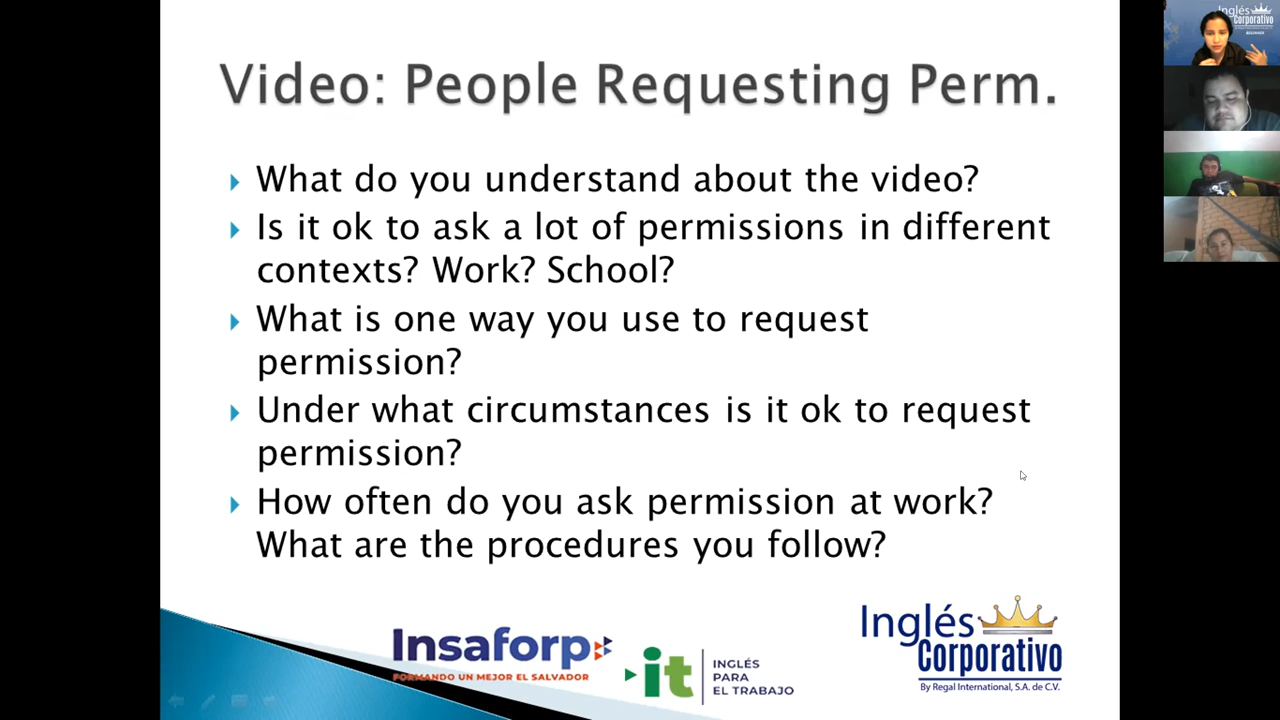 Video: People Requesting Perm.
What do you understand about the video?
Is it ok to ask a lot of permissions in different
contexts? Work? School?
What is one way you use to request
permission?
Under what circumstances is it ok to request
permission?
How often do you ask permission at work?
What are the procedures you follow?
Insaforp
FORMANDO UN MEJOR EL SALVADOR
it
INGLÉS
PARA
EL TRABAJO
Inglés
Corporativo
By Regal International, S.A. de C.V.
Inglés
Corporativo